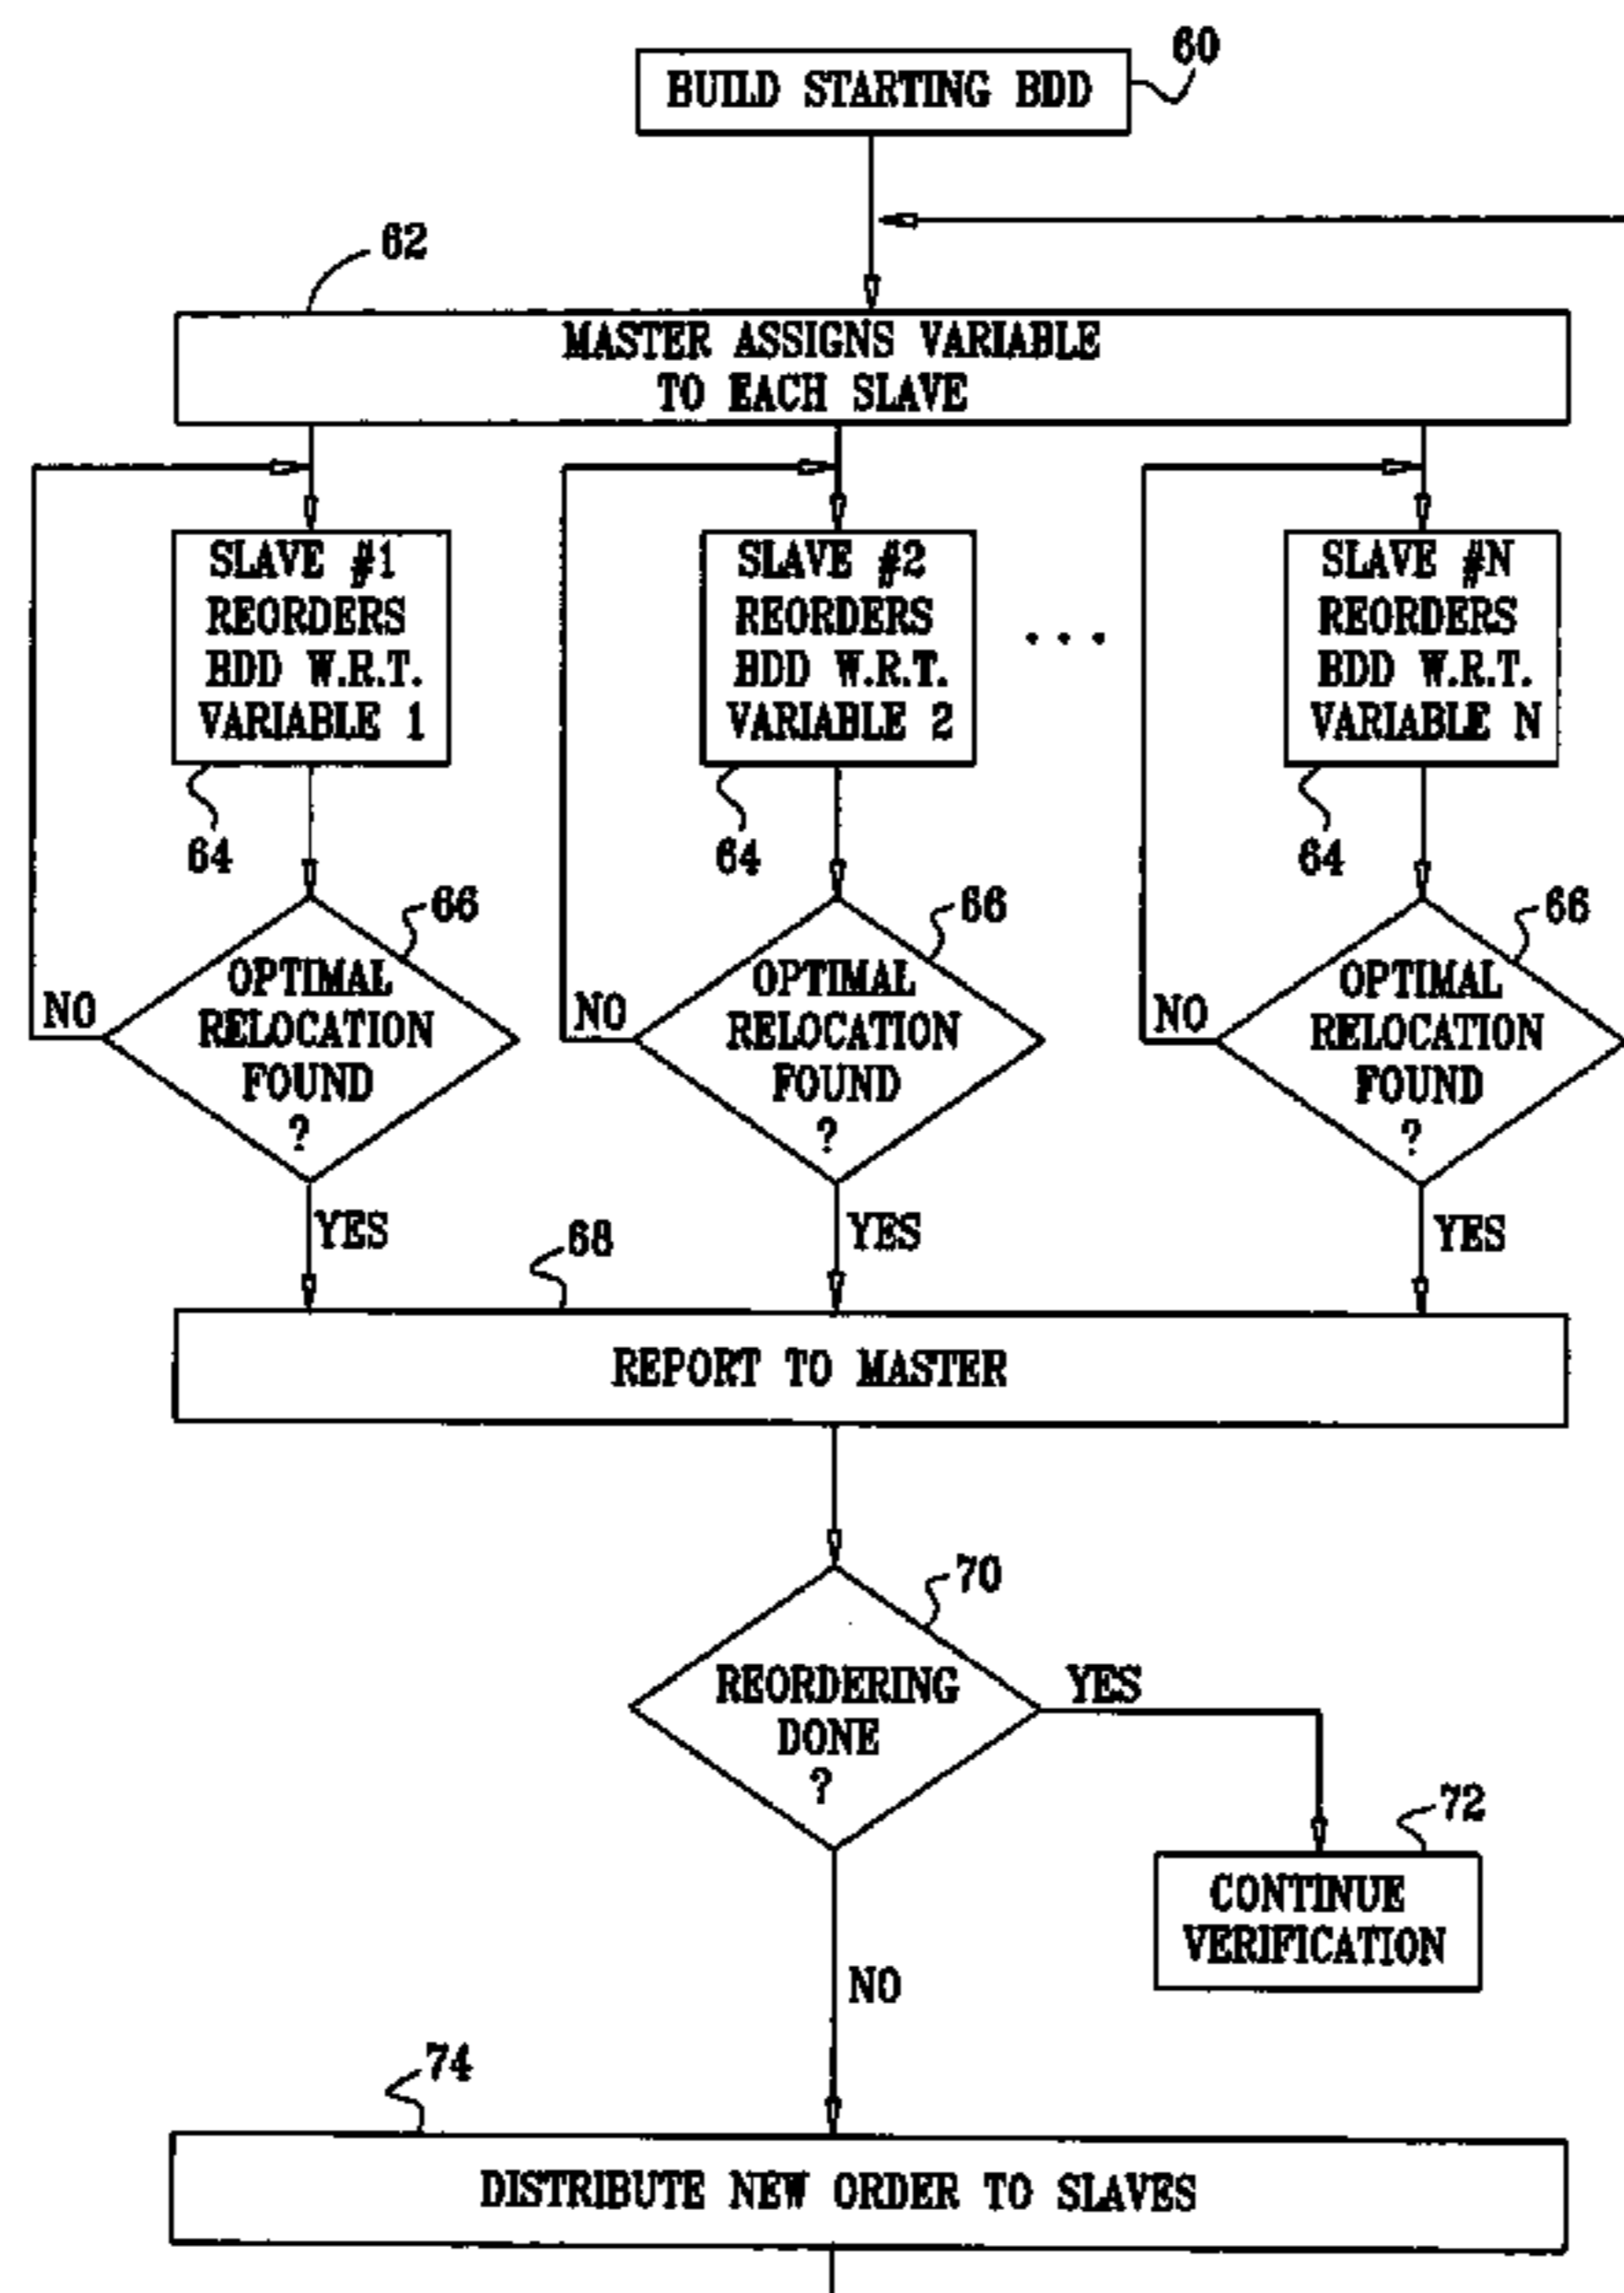 60
BUILD STARTING BDD
62
MASTER ASSIGNS VARIABLE
TO EACH SLAVE
SLAVE #1
REORDERS
BDD W.R.T.
VARIABLE 1
64
SLAVE #2
REORDERS
BDD W.R.T.
VARIABLE 2
64
...
SLAVE #N
REORDERS
BDD W.R.T.
VARIABLE N
64
66
OPTIMAL
RELOCATION
FOUND
?
NO
YES
66
OPTIMAL
RELOCATION
FOUND
?
NO
YES
66
OPTIMAL
RELOCATION
FOUND
?
NO
YES
68
REPORT TO MASTER
70
REORDERING
DONE
?
YES
72
CONTINUE
VERIFICATION
NO
74
DISTRIBUTE NEW ORDER TO SLAVES